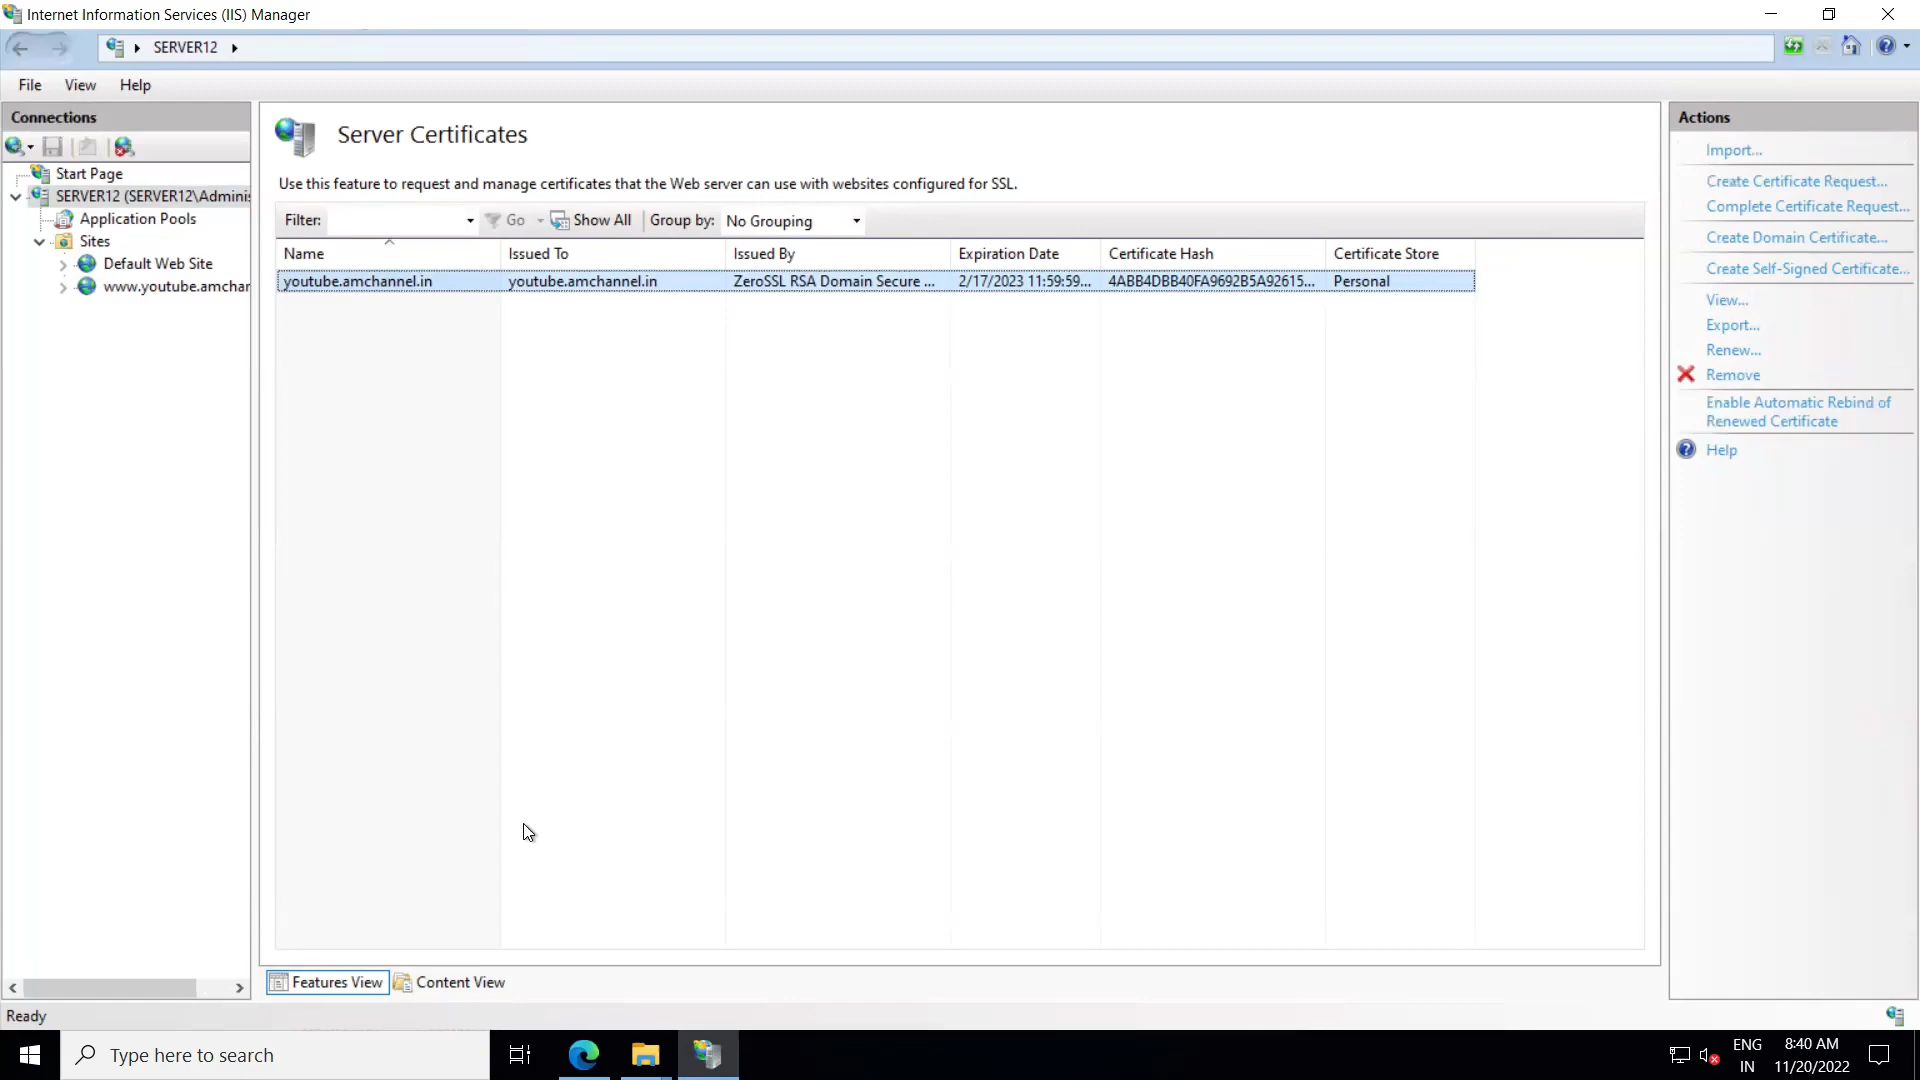 Internet Information Services (IIS) Manager
SERVER12
File View Help
Connections
Start Page
SERVER12 (SERVER12\Adminis
Application Pools
Sites
Default Web Site
www.youtube.amchar
Server Certificates
Use this feature to request and manage certificates that the Web server can use with websites configured for SSL.
Filter: Go Show All Group by: No Grouping
Name Issued To Issued By Expiration Date Certificate Hash Certificate Store
youtube.amchannel.in youtube.amchannel.in ZeroSSL RSA Domain Secure ... 2/17/2023 11:59:59... 4ABB4DBB40FA9692B5A92615... Personal
Features View Content View
Actions
Import...
Create Certificate Request...
Complete Certificate Request...
Create Domain Certificate...
Create Self-Signed Certificate...
View...
Export...
Renew...
Remove
Enable Automatic Rebind of
Renewed Certificate
Help
Ready
Type here to search
ENG
IN
8:40 AM
11/20/2022